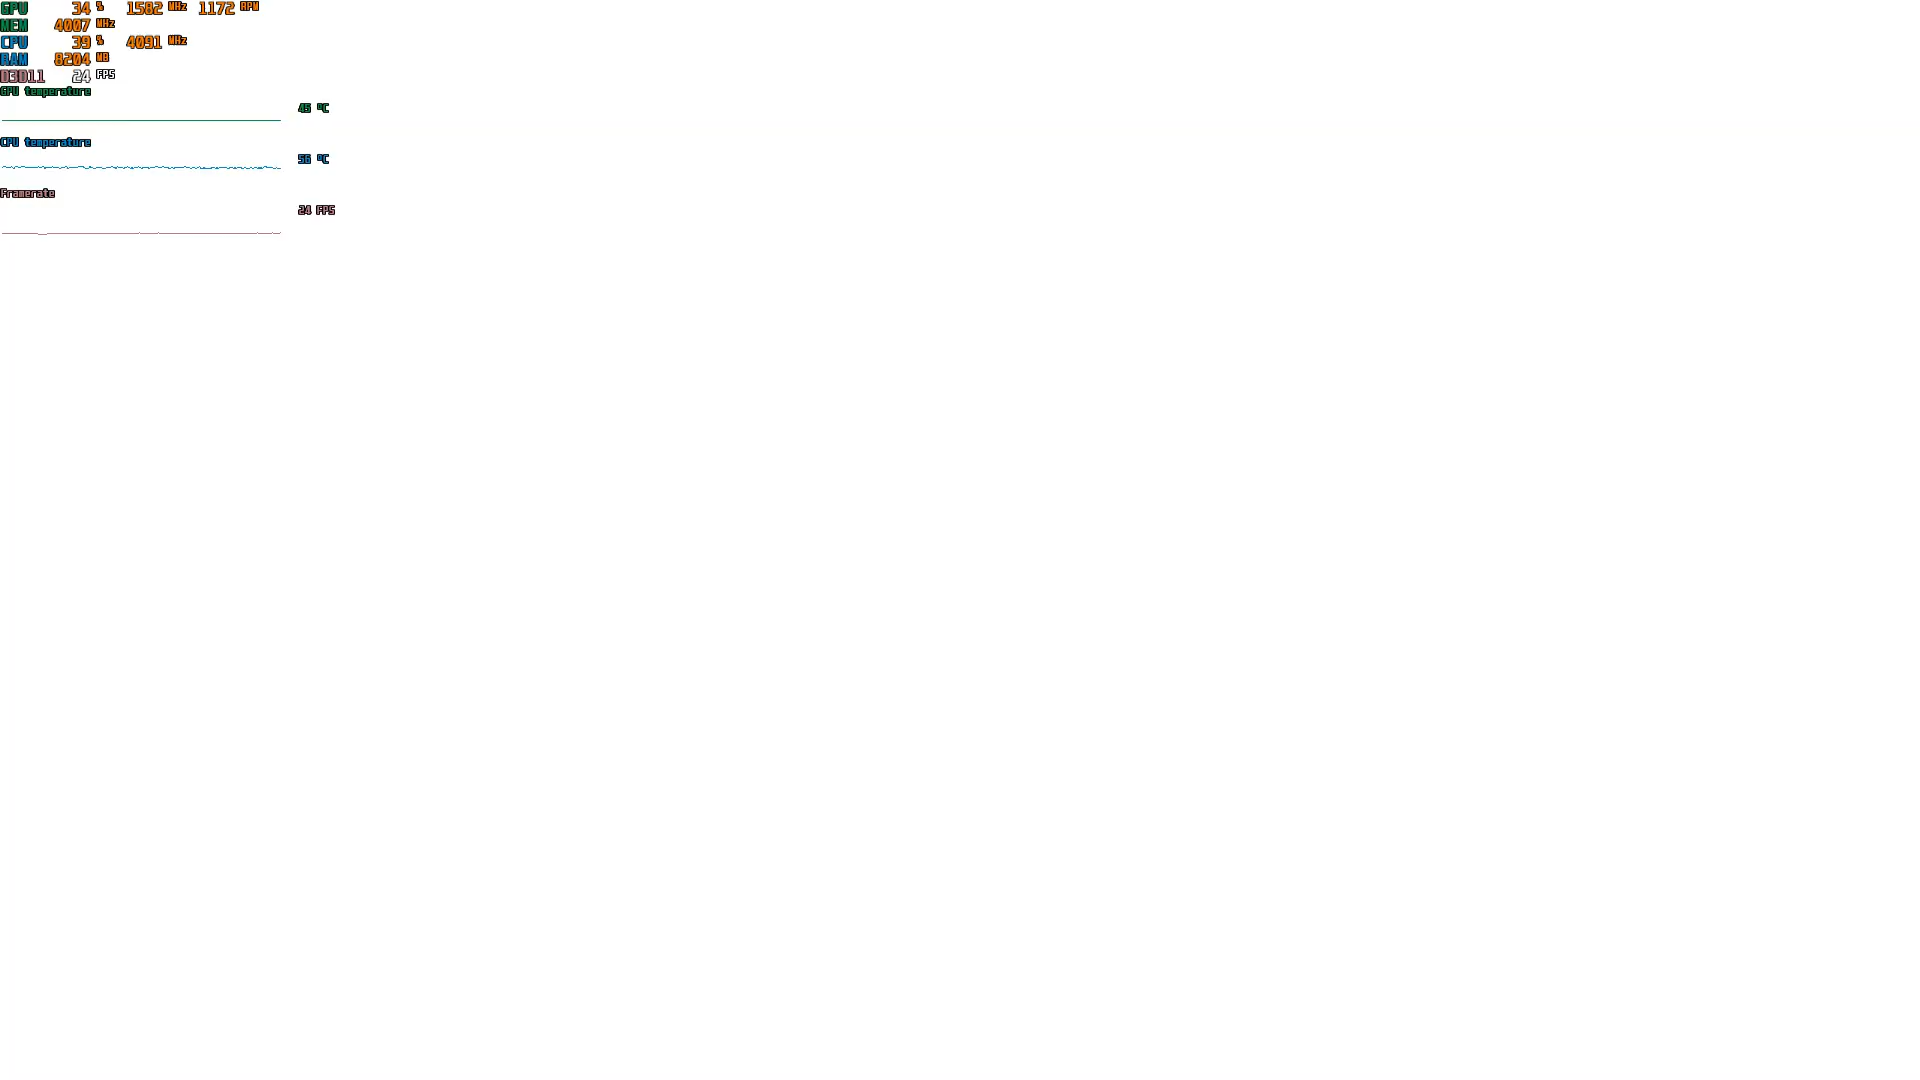 GPU 34 % 1582 MHz 1172 RPM
MEM 4007 MHz
CPU 39 % 4091 MHz
RAM 8204 MB
D3D11 24 FPS
GPU temperature
45 °C
CPU temperature
56 °C
Framerate
24 FPS